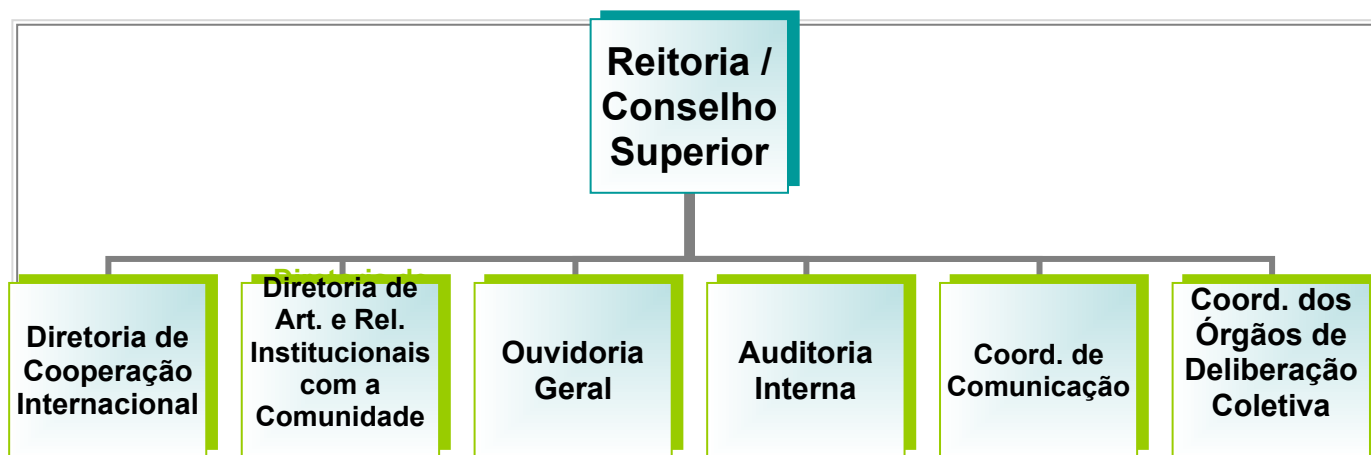 Reitoria /
Conselho
Superior
Diretoria de
Cooperação
Internacional
Diretoria de
Art. e Rel.
Institucionais
com a
Comunidade
Ouvidoria
Geral
Auditoria
Interna
Coord. de
Comunicação
Coord. dos
Órgãos de
Deliberação
Coletiva